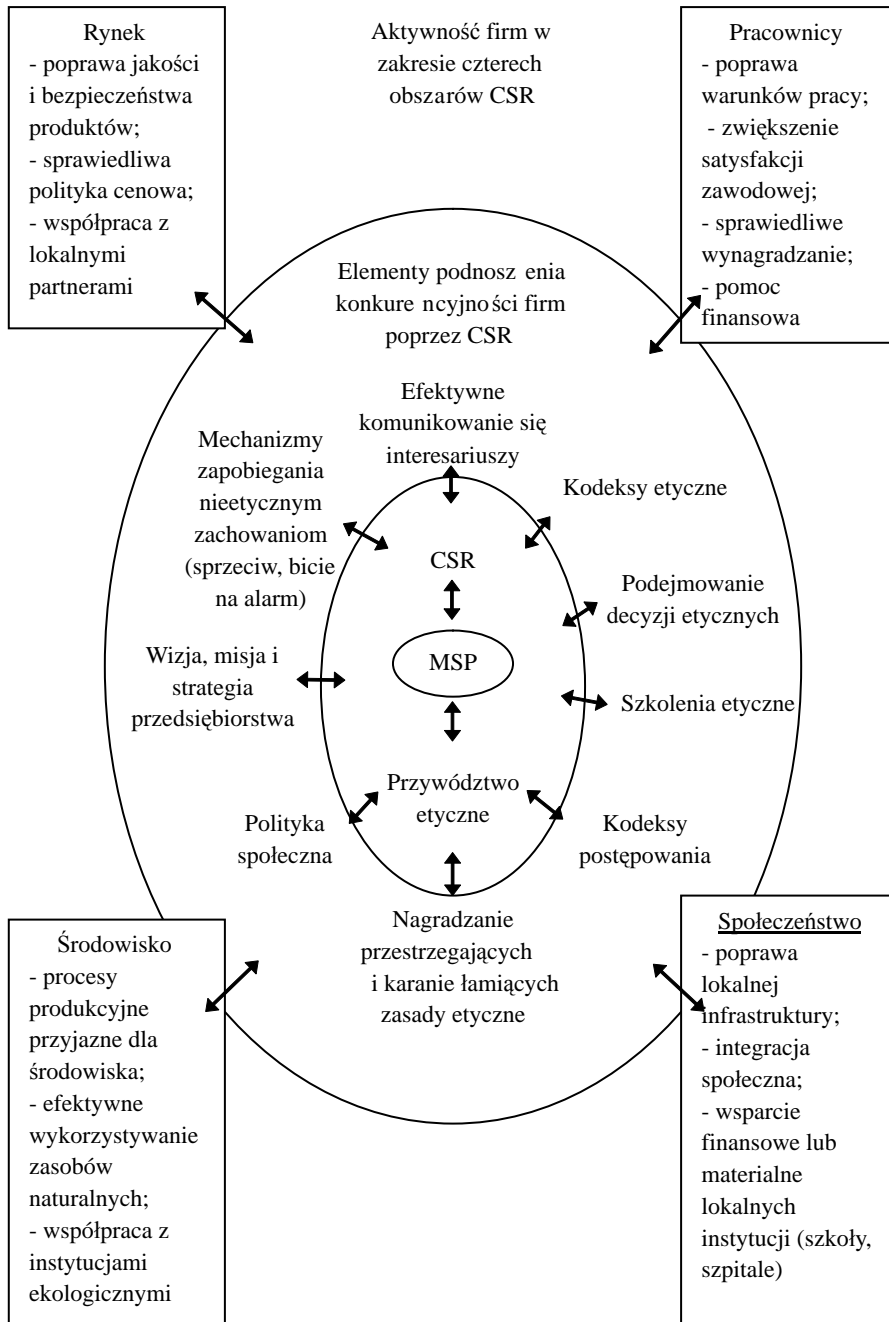 Rynek
- poprawa jakości
i bezpieczeństwa
produktów;
- sprawiedliwa
polityka cenowa;
- współpraca z
lokalnymi
partnerami
Aktywność firm w
zakresie czterech
obszarów CSR
Pracownicy
- poprawa
warunków pracy;
- zwiększenie
satysfakcji
zawodowej;
- sprawiedliwe
wynagradzanie;
- pomoc
finansowa
Elementy podnosz enia
konkure ncyjności firm
poprzez CSR
Efektywne
komunikowanie się
interesariuszy
Mechanizmy
zapobiegania
nieetycznym
zachowaniom
(sprzeciw, bicie
na alarm)
Kodeksy etyczne
CSR
Podejmowanie
decyzji etycznych
MSP
Wizja, misja i
strategia
przedsiębiorstwa
Szkolenia etyczne
Przywództwo
etyczne
Polityka
społeczna
Kodeksy
postępowania
Nagradzanie
przestrzegających
i karanie łamiących
zasady etyczne
Środowisko
- procesy
produkcyjne
przyjazne dla
środowiska;
- efektywne
wykorzystywanie
zasobów
naturalnych;
- współpraca z
instytucjami
ekologicznymi
Społeczeństwo
- poprawa
lokalnej
infrastruktury;
- integracja
społeczna;
- wsparcie
finansowe lub
materialne
lokalnych
instytucji (szkoły,
szpitale)